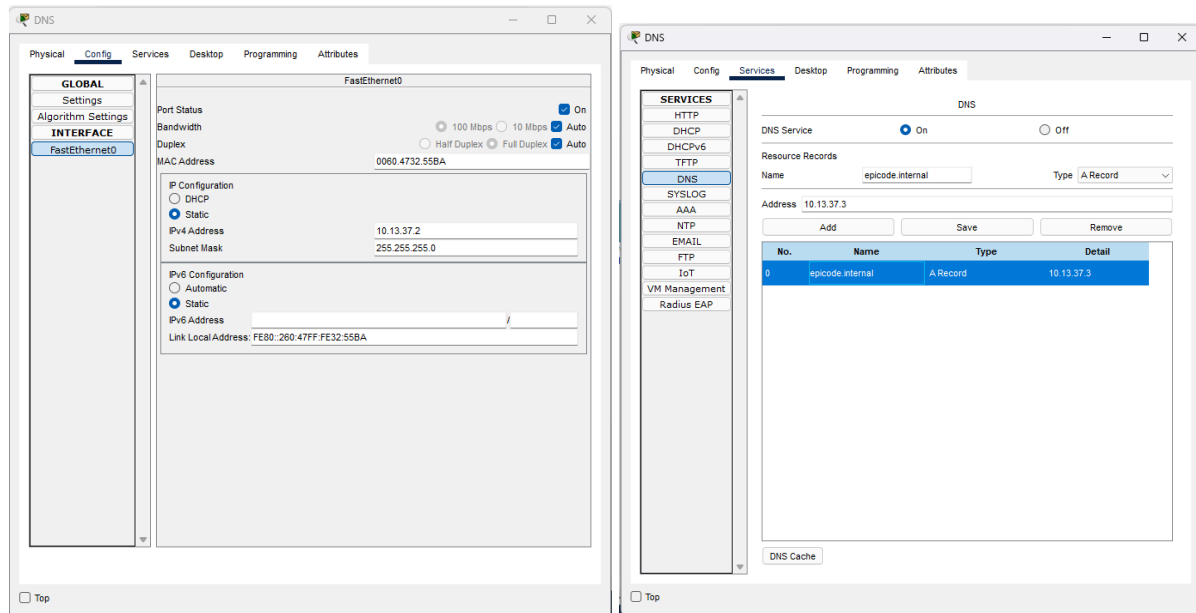 DNS
Physical Config Services Desktop Programming Attributes
GLOBAL
Settings
Algorithm Settings
INTERFACE
FastEthernet0
FastEthernet0
Port Status On
Bandwidth 100 Mbps 10 Mbps Auto
Duplex Half Duplex Full Duplex Auto
MAC Address 0060.4732.55BA
IP Configuration
DHCP
Static
IPv4 Address 10.13.37.2
Subnet Mask 255.255.255.0
IPv6 Configuration
Automatic
Static
IPv6 Address /
Link Local Address: FE80::260:47FF:FE32:55BA
Top
DNS
Physical Config Services Desktop Programming Attributes
SERVICES
HTTP
DHCP
DHCPv6
TFTP
DNS
SYSLOG
AAA
NTP
EMAIL
FTP
IoT
VM Management
Radius EAP
DNS
DNS Service On Off
Resource Records
Name epicode.internal Type A Record
Address 10.13.37.3
Add Save Remove
No. Name Type Detail
0 epicode.internal A Record 10.13.37.3
DNS Cache
Top